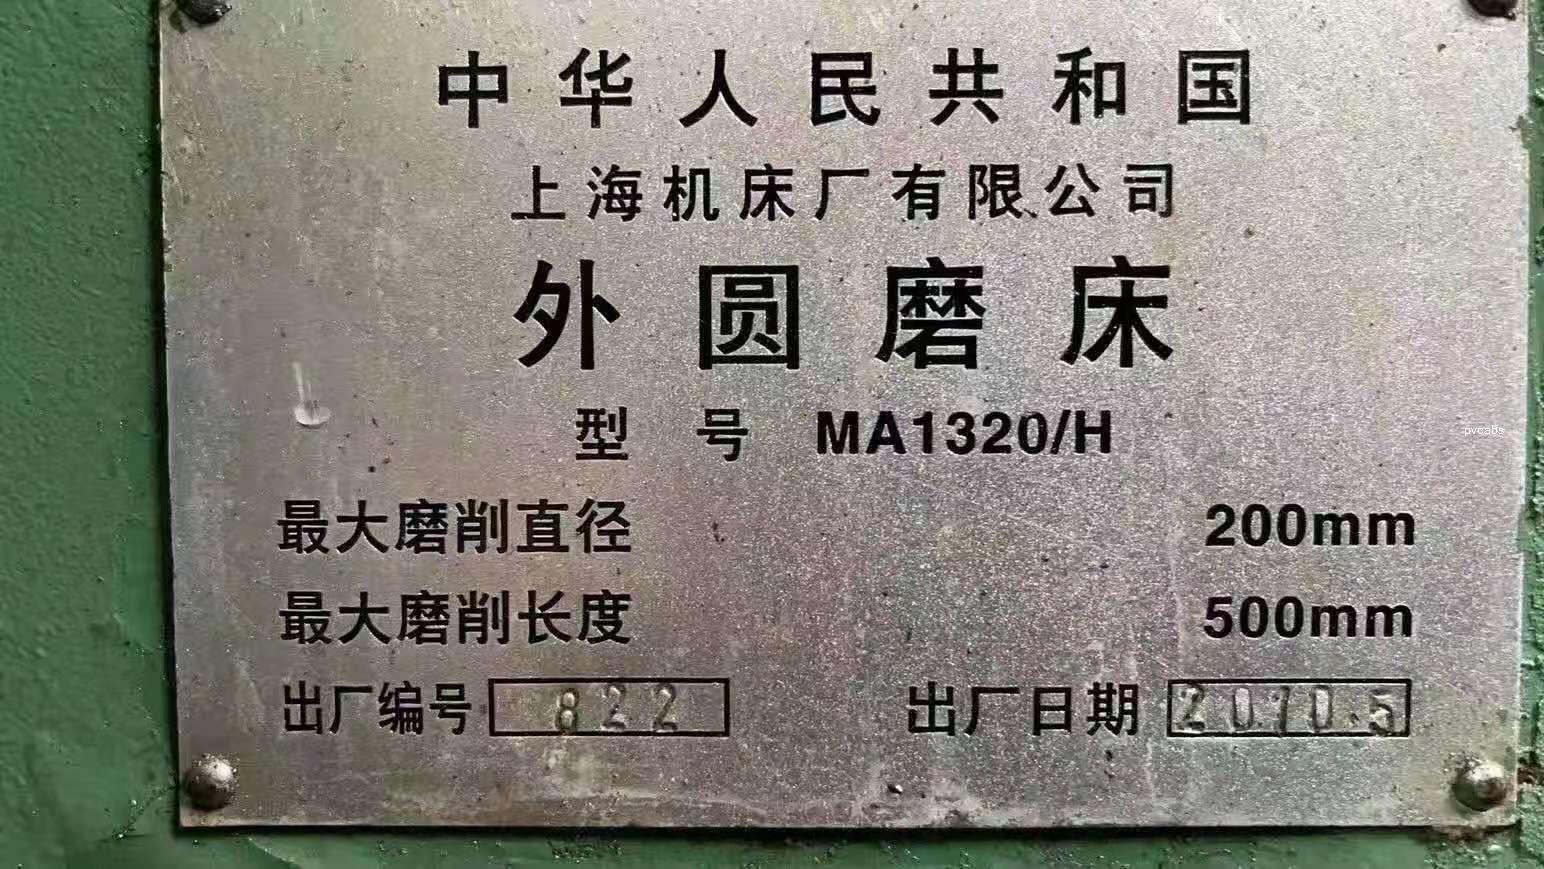 中华人民共和国
上海机床厂有限公司
外圆磨床
型号 MA1320/H
最大磨削直径 200mm
最大磨削长度 500mm
出厂编号 822 出厂日期 2010.5
pvcabs